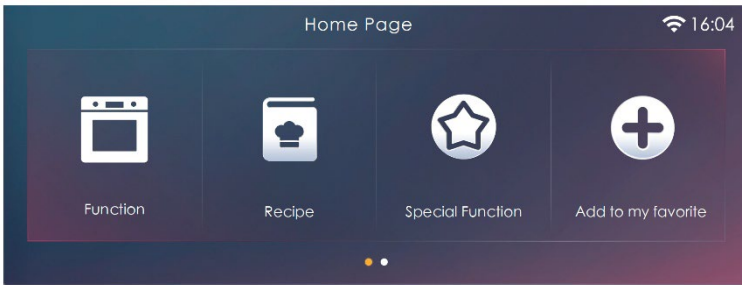 Home Page
16:04
Function
Recipe
Special Function
Add to my favorite